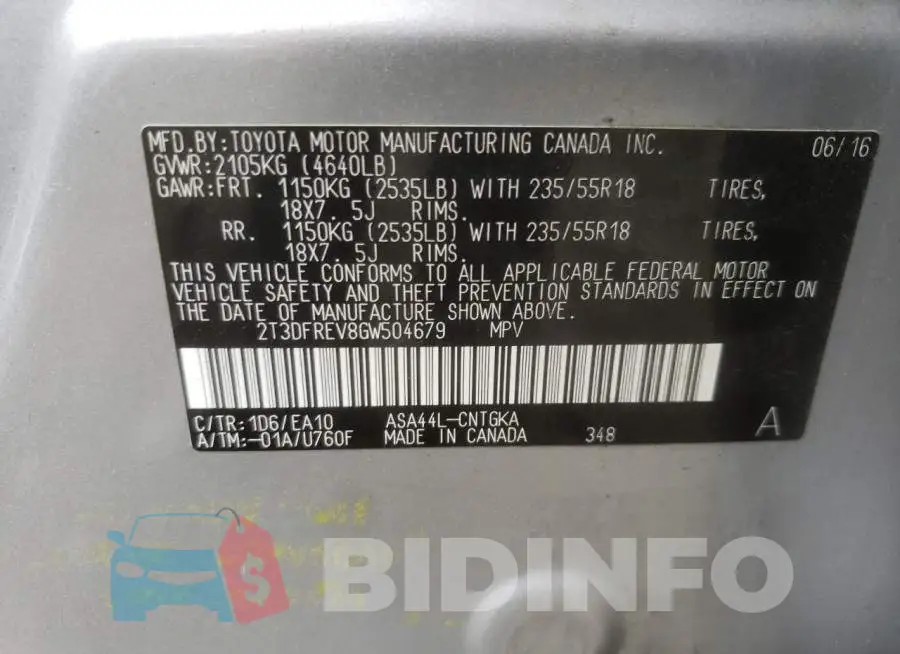 MFD.BY:TOYOTA MOTOR MANUFACTURING CANADA INC. 06/16
GVWR:2105KG (4640LB)
GAWR:FRT. 1150KG (2535LB) WITH 235/55R18 TIRES,
18X7. 5J RIMS.
RR. 1150KG (2535LB) WITH 235/55R18 TIRES,
18X7. 5J RIMS.
THIS VEHICLE CONFORMS TO ALL APPLICABLE FEDERAL MOTOR
VEHICLE SAFETY AND THEFT PREVENTION STANDARDS IN EFFECT ON
THE DATE OF MANUFACTURE SHOWN ABOVE.
2T3DFREV8GW504679 MPV
C/TR:1D6/EA10 ASA44L-CNTGKA
A/TM:-01A/U760F MADE IN CANADA 348 A
$ BIDINFO